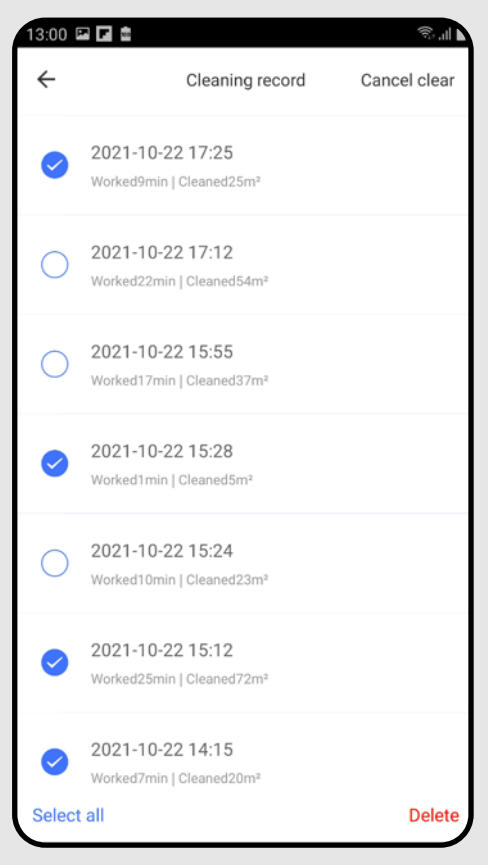 13:00
Cleaning record
Cancel clear
2021-10-22 17:25
Worked9min | Cleaned25m²
2021-10-22 17:12
Worked22min | Cleaned54m²
2021-10-22 15:55
Worked17min | Cleaned37m²
2021-10-22 15:28
Worked1min | Cleaned5m²
2021-10-22 15:24
Worked10min | Cleaned23m²
2021-10-22 15:12
Worked25min | Cleaned72m²
2021-10-22 14:15
Worked7min | Cleaned20m²
Select all
Delete